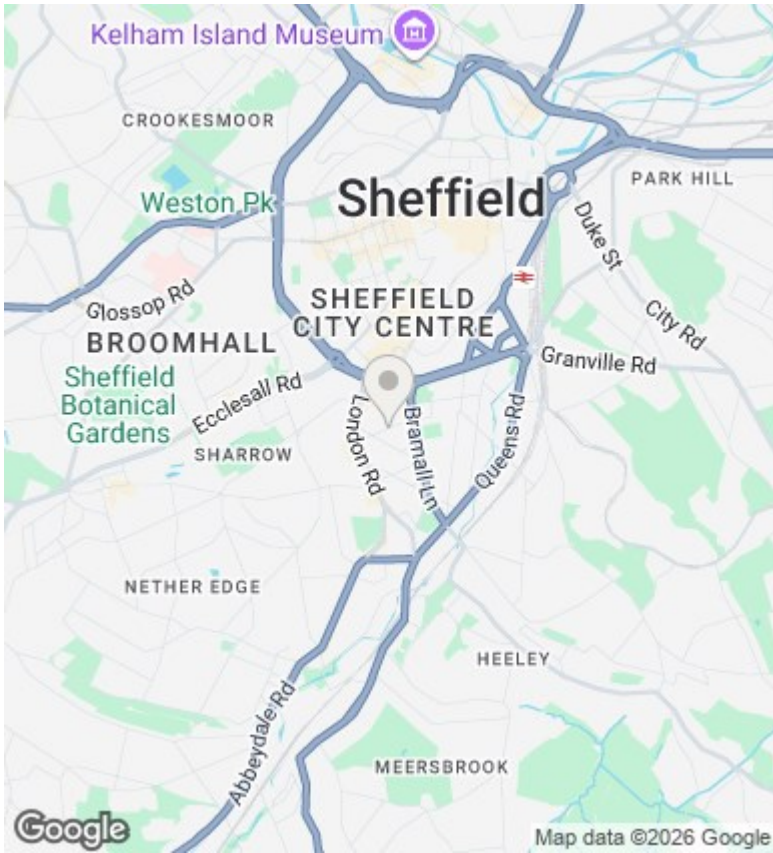 Kelham Island Museum
CROOKESMOOR
Weston Pk
Sheffield
PARK HILL
Duke St
City Rd
Glossop Rd
SHEFFIELD
CITY CENTRE
BROOMHALL
Granville Rd
Sheffield
Botanical
Gardens
Ecclesall Rd
SHARROW
London Rd
Bramall Ln
Queens Rd
NETHER EDGE
HEELEY
Abbeydale Rd
MEERSBROOK
Google
Map data ©2026 Google